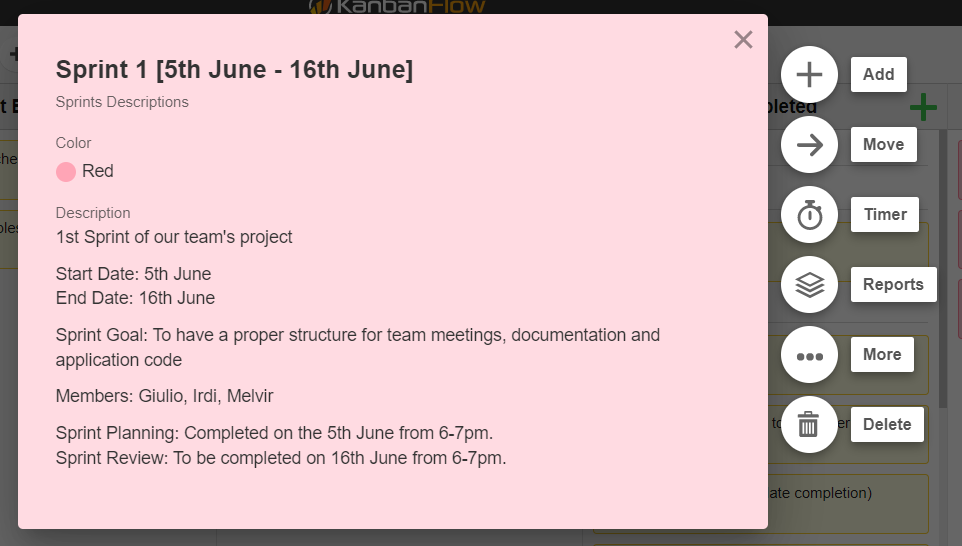 KanbanFlow
Sprint 1 [5th June - 16th June]
Sprints Descriptions
Color
Red
Description
1st Sprint of our team's project
Start Date: 5th June
End Date: 16th June
Sprint Goal: To have a proper structure for team meetings, documentation and
application code
Members: Giulio, Irdi, Melvir
Sprint Planning: Completed on the 5th June from 6-7pm.
Sprint Review: To be completed on 16th June from 6-7pm.
Add
Move
Timer
Reports
More
Delete
completion)